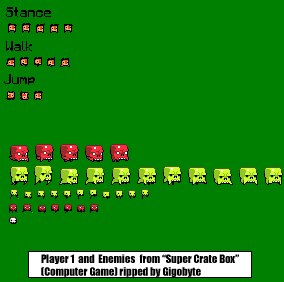 Stance
Walk
Jump
Player 1 and Enemies from “Super Crate Box”
(Computer Game) ripped by Gigobyte